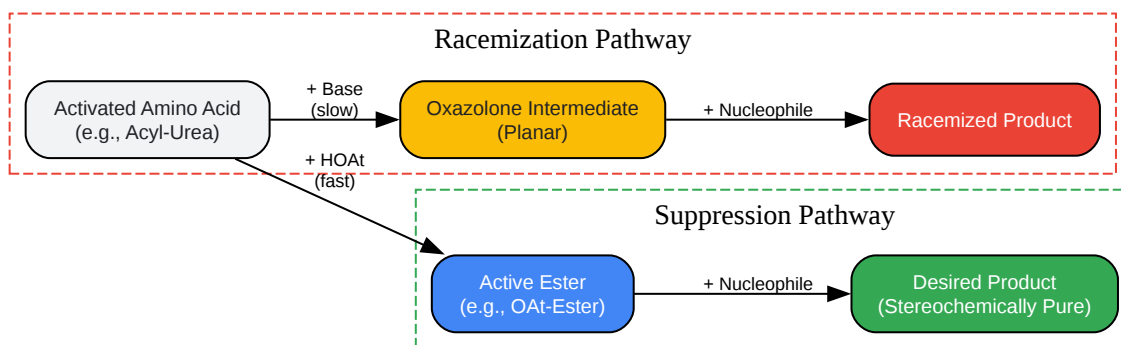 Racemization Pathway
Activated Amino Acid
(e.g., Acyl-Urea)
+ Base
(slow)
Oxazolone Intermediate
(Planar)
+ Nucleophile
Racemized Product
+ HOAt
(fast)
Suppression Pathway
Active Ester
(e.g., OAt-Ester)
+ Nucleophile
Desired Product
(Stereochemically Pure)